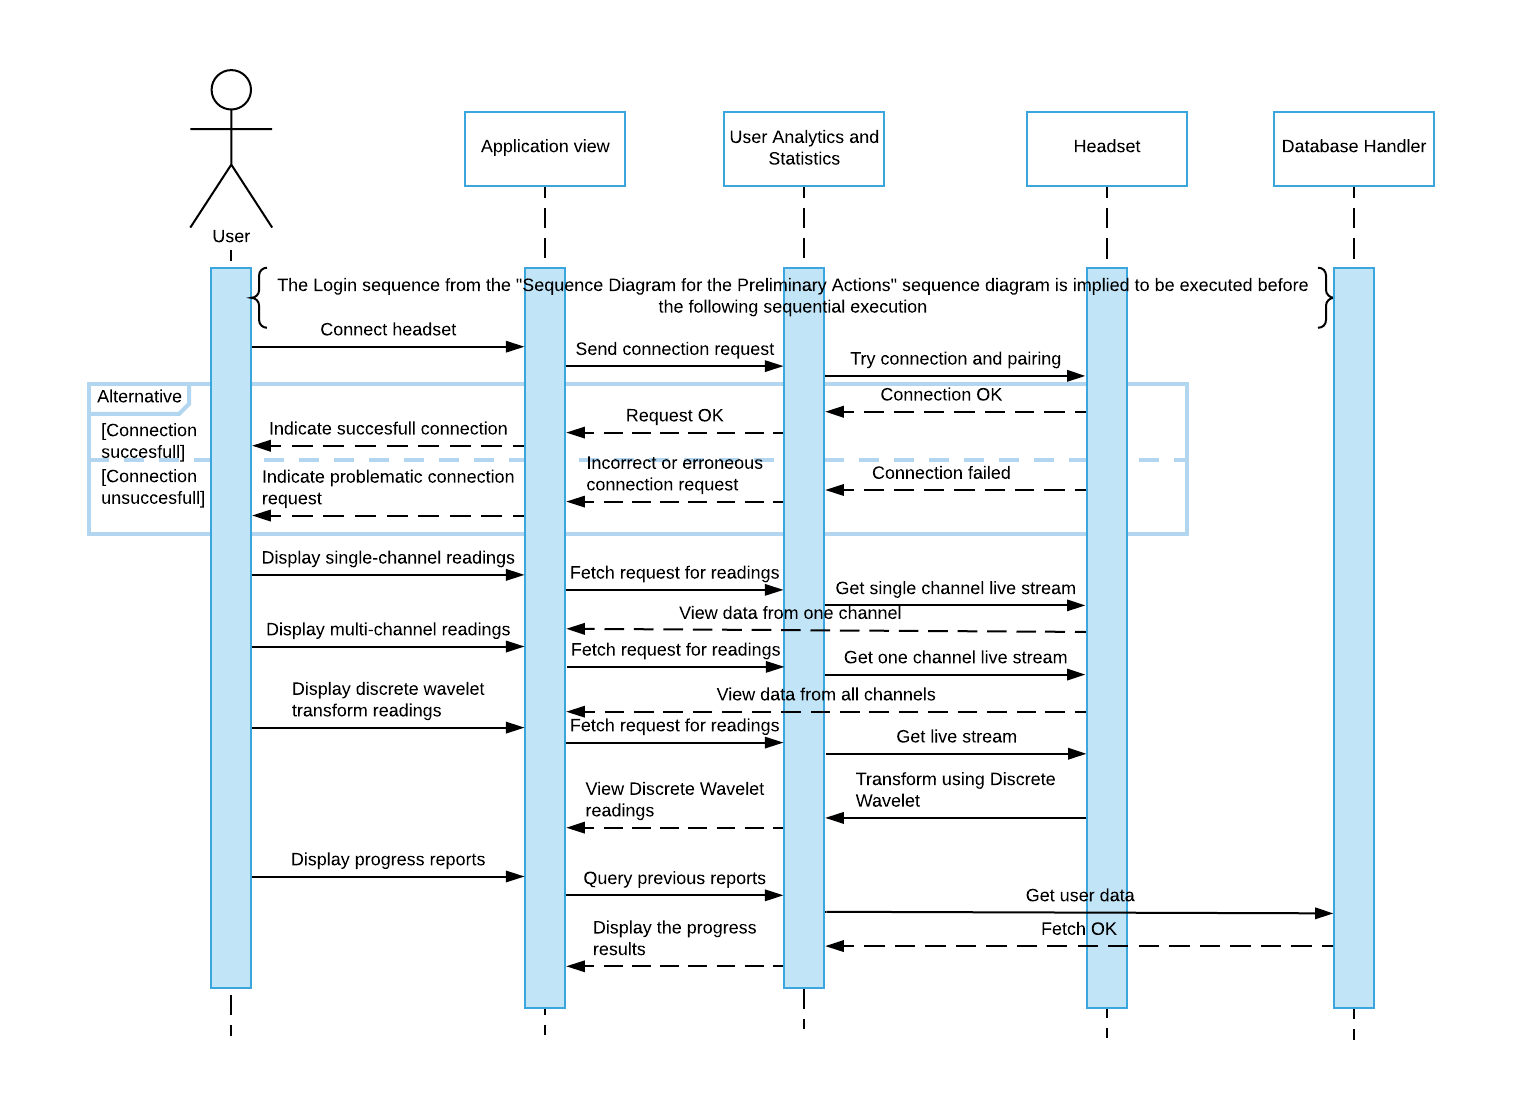 User
Application view
User Analytics and
Statistics
Headset
Database Handler
The Login sequence from the "Sequence Diagram for the Preliminary Actions" sequence diagram is implied to be executed before
the following sequential execution
Connect headset
Send connection request
Try connection and pairing
Alternative
Connection OK
Request OK
[Connection
succesfull]
Indicate succesfull connection
[Connection
unsuccesfull]
Indicate problematic connection
request
Incorrect or erroneous
connection request
Connection failed
Display single-channel readings
Fetch request for readings
Get single channel live stream
View data from one channel
Display multi-channel readings
Fetch request for readings
Get one channel live stream
Display discrete wavelet
transform readings
View data from all channels
Fetch request for readings
Get live stream
Transform using Discrete
Wavelet
View Discrete Wavelet
readings
Display progress reports
Query previous reports
Get user data
Fetch OK
Display the progress
results